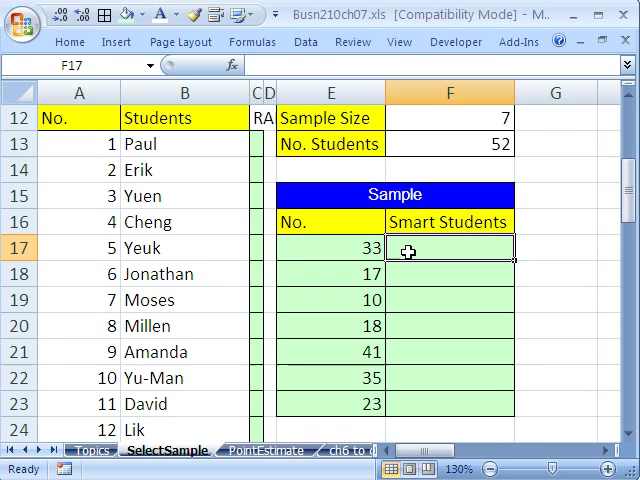 Busn210ch07.xls [Compatibility Mode] - M...
Home Insert Page Layout Formulas Data Review View Developer Add-Ins
F17 fx
A B C D E F G
12 No. Students RA Sample Size 7
13 1 Paul No. Students 52
14 2 Erik
15 3 Yuen Sample
16 4 Cheng No. Smart Students
17 5 Yeuk 33
18 6 Jonathan 17
19 7 Moses 10
20 8 Millen 18
21 9 Amanda 41
22 10 Yu-Man 35
23 11 David 23
24 12 Lik
Topics SelectSample PointEstimate ch6 to
Ready 130%